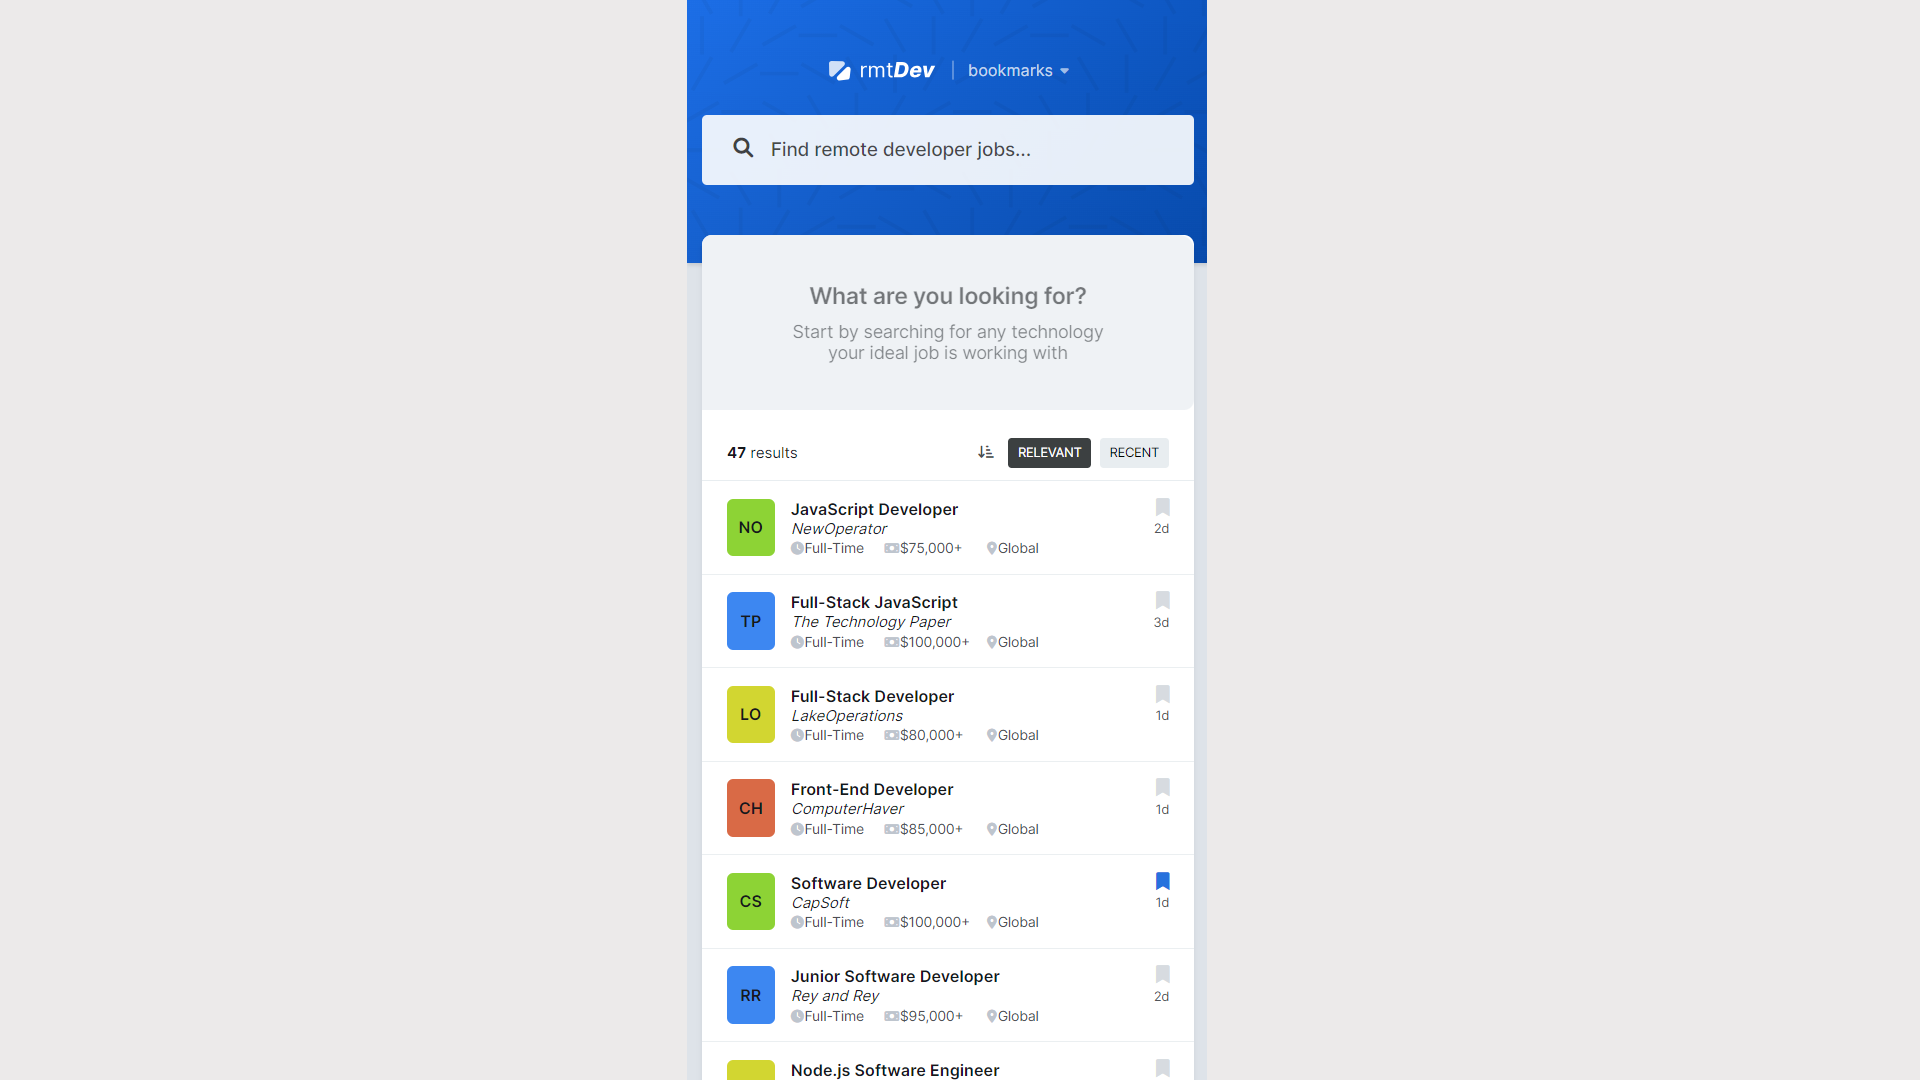 rmtDev bookmarks
Find remote developer jobs...
What are you looking for?
Start by searching for any technology
your ideal job is working with
47 results RELEVANT RECENT
NO
JavaScript Developer
NewOperator
Full-Time $75,000+ Global
2d
TP
Full-Stack JavaScript
The Technology Paper
Full-Time $100,000+ Global
3d
LO
Full-Stack Developer
LakeOperations
Full-Time $80,000+ Global
1d
CH
Front-End Developer
ComputerHaver
Full-Time $85,000+ Global
1d
CS
Software Developer
CapSoft
Full-Time $100,000+ Global
1d
RR
Junior Software Developer
Rey and Rey
Full-Time $95,000+ Global
2d
Node.js Software Engineer